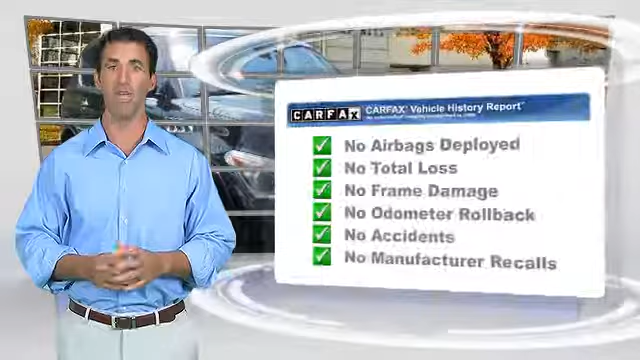 CARFAX CARFAX Vehicle History Report™
No Airbags Deployed
No Total Loss
No Frame Damage
No Odometer Rollback
No Accidents
No Manufacturer Recalls